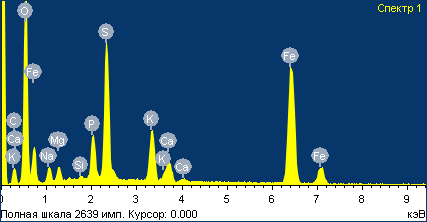 Спектр 1
O
Fe
S
Fe
C
Ca
K
Na
Mg
Si
P
K
K
Ca
Ca
Fe
0 1 2 3 4 5 6 7 8 9
Полная шкала 2639 имп. Курсор: 0.000 кэВ